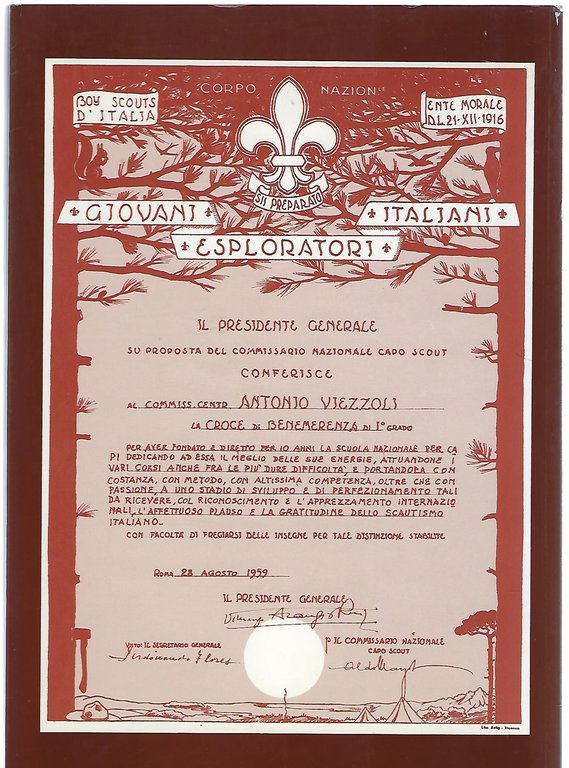 CORPO NAZIONLE
BOY SCOUTS
D'ITALIA
ENTE MORALE
D.L. 21-XII-1916
SII PREPARATO
GIOVANI
ITALIANI
ESPLORATORI
IL PRESIDENTE GENERALE
SU PROPOSTA DEL COMMISSARIO NAZIONALE CAPO SCOUT
CONFERISCE
AL COMMISS. CENTR. ANTONIO VIEZZOLI
LA CROCE DI BENEMERENZA DI I° GRADO
PER AVER FONDATO E DIRETTO PER 10 ANNI LA SCUOLA NAZIONALE PER CA
PI DEDICANDO AD ESSA IL MEGLIO DELLE SUE ENERGIE, ATTUANDONE I
VARI CORSI ANCHE FRA LE PIU' DURE DIFFICOLTA', E PORTANDOLA CON
COSTANZA, CON METODO, CON ALTISSIMA COMPETENZA, OLTRE CHE CON
PASSIONE, A UNO STADIO DI SVILUPPO E DI PERFEZIONAMENTO TALI
DA RICEVERE, COL RICONOSCIMENTO E L'APPREZZAMENTO INTERNAZIO
NALI, L'AFFETTUOSO PLAUSO E LA GRATITUDINE DELLO SCAUTISMO
ITALIANO.
CON FACOLTA' DI FREGIARSI DELLE INSEGNE PER TALE DISTINZIONE STABILITE
ROMA 28 AGOSTO 1959
IL PRESIDENTE GENERALE
VISTO: IL SEGRETARIO GENERALE
Ferdinando Flores
P IL COMMISSARIO NAZIONALE
CAPO SCOUT
Lito Antig - Vicenza